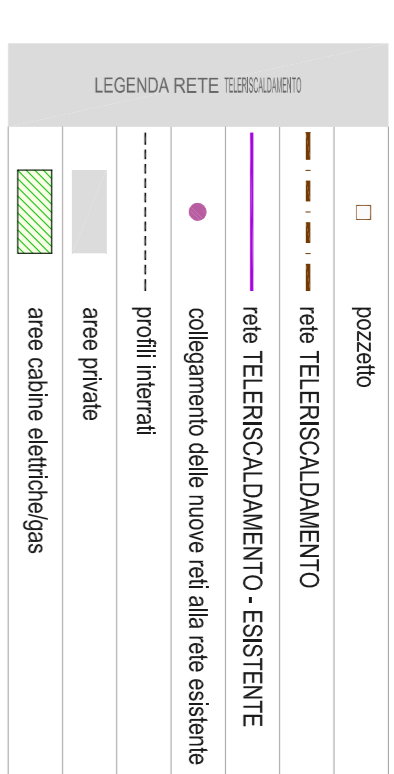 LEGENDA RETE TELERISCALDAMENTO
pozzetto
rete TELERISCALDAMENTO
rete TELERISCALDAMENTO - ESISTENTE
collegamento delle nuove reti alla rete esistente
profili interrati
aree private
aree cabine elettriche/gas